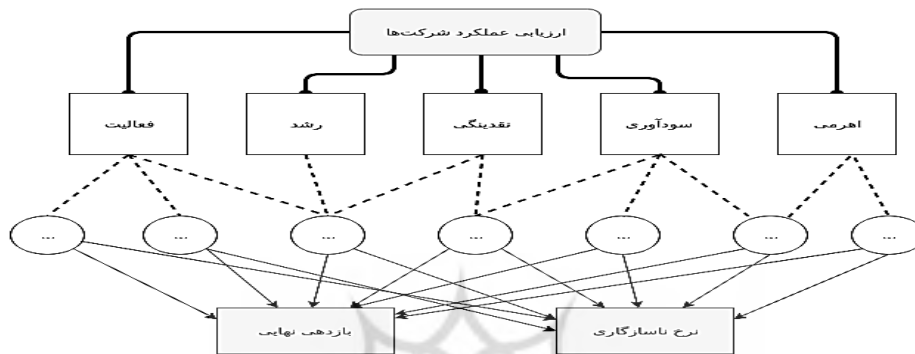 ارزیابی عملکرد شرکت‌ها
اهرمی
سودآوری
نقدینگی
رشد
فعالیت
...
...
...
...
...
...
...
نرخ ناسازگاری
بازدهی نهایی